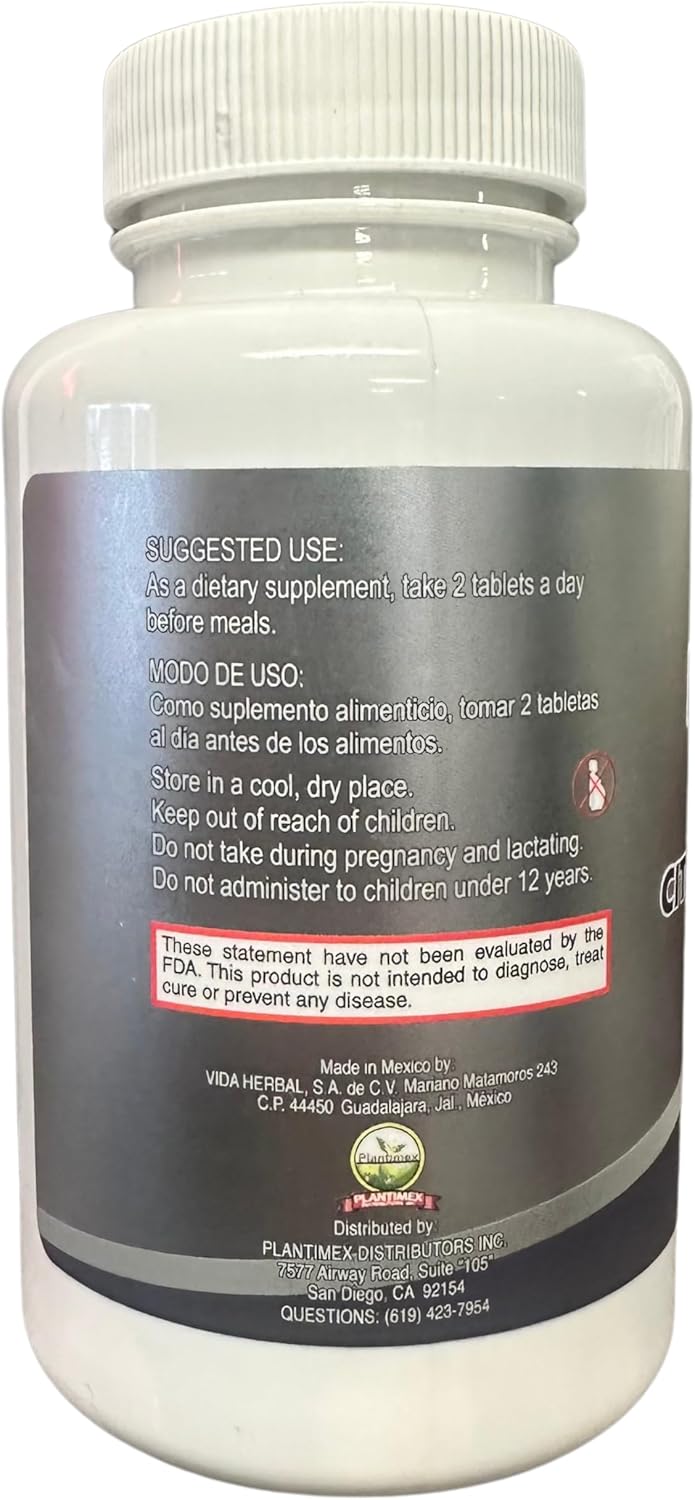 SUGGESTED USE:
As a dietary supplement, take 2 tablets a day
before meals.
MODO DE USO:
Como suplemento alimenticio, tomar 2 tabletas
al día antes de los alimentos.
Store in a cool, dry place.
Keep out of reach of children.
Do not take during pregnancy and lactating.
Do not administer to children under 12 years.
These statement have not been evaluated by the
FDA. This product is not intended to diagnose, treat
cure or prevent any disease.
Made in Mexico by:
VIDA HERBAL, S.A. de C.V. Mariano Matamoros 243
C.P. 44450 Guadalajara, Jal., México
Plantimex
PLANTIMEX
Distributed by:
PLANTIMEX DISTRIBUTORS INC.
7577 Airway Road, Suite "105"
San Diego, CA 92154
QUESTIONS: (619) 423-7954